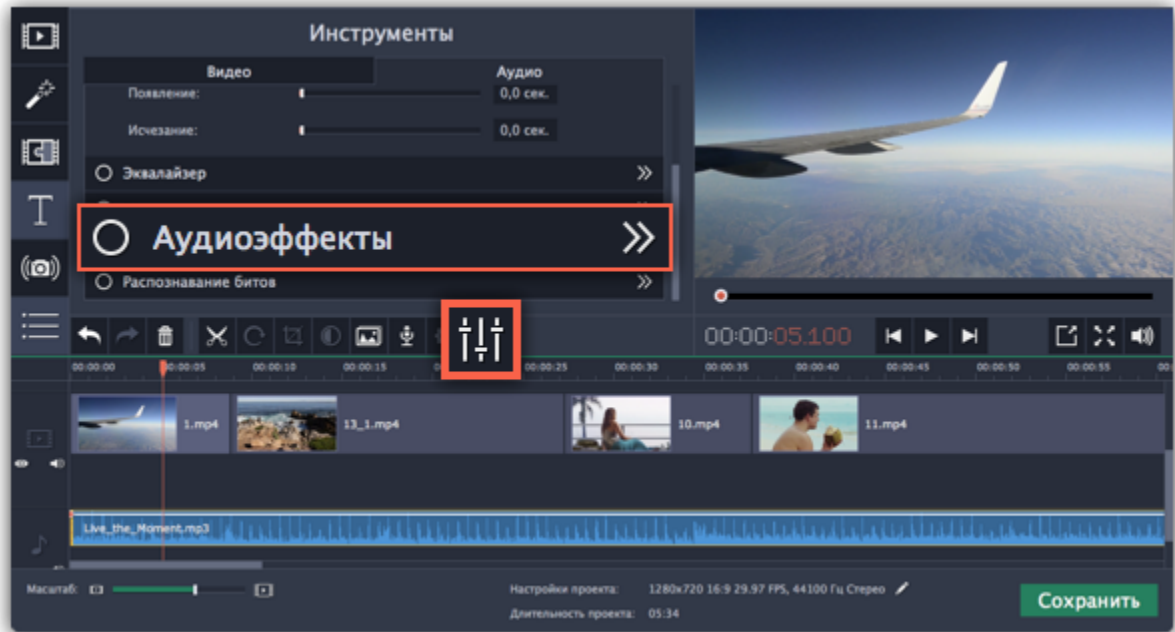 Инструменты
Видео
Аудио
Появление:
0,0 сек.
Исчезание:
0,0 сек.
Эквалайзер
Аудиоэффекты
Распознавание битов
T
00:00:05.100
00:00:00
00:00:05
00:00:10
00:00:15
00:00:25
00:00:30
00:00:35
00:00:40
00:00:45
00:00:50
00:00:55
1.mp4
13_1.mp4
10.mp4
11.mp4
Live_the_Moment.mp3
Масштаб:
Настройки проекта: 1280x720 16:9 29.97 FPS, 44100 Гц Стерео
Длительность проекта: 05:34
Сохранить